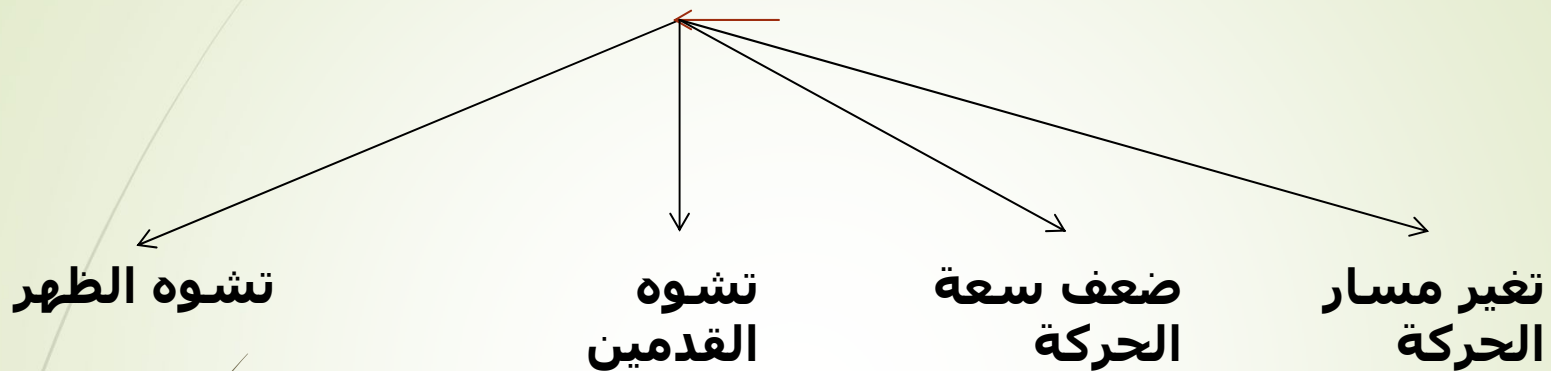 تغير مسار
الحركة
ضعف سعة
الحركة
تشوه
القدمين
تشوه الظهر